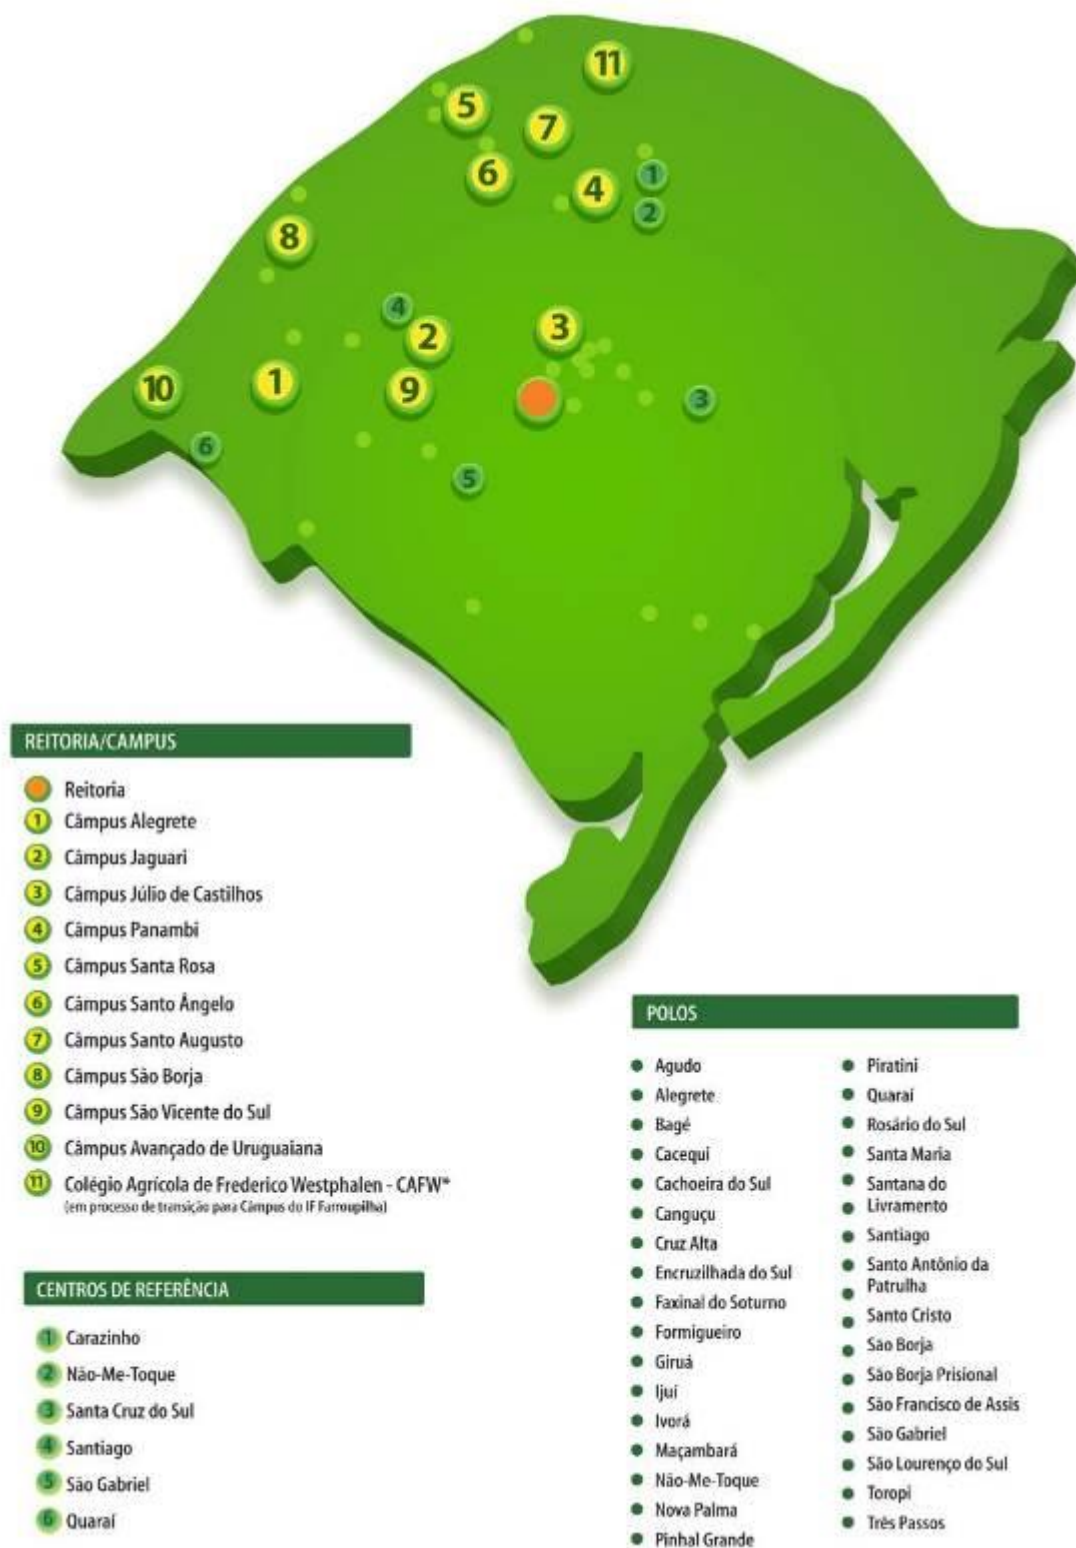 11
5
7
6
4
1
2
8
4
2
3
10
1
9
3
6
5
REITORIA/CAMPUS
Reitoria
1 Câmpus Alegrete
2 Câmpus Jaguari
3 Câmpus Júlio de Castilhos
4 Câmpus Panambi
5 Câmpus Santa Rosa
6 Câmpus Santo Ângelo
7 Câmpus Santo Augusto
8 Câmpus São Borja
9 Câmpus São Vicente do Sul
10 Câmpus Avançado de Uruguaiana
11 Colégio Agrícola de Frederico Westphalen - CAFW*
(em processo de transição para Câmpus do IF Farroupilha)
CENTROS DE REFERÊNCIA
1 Carazinho
2 Não-Me-Toque
3 Santa Cruz do Sul
4 Santiago
5 São Gabriel
6 Quaraí
POLOS
Agudo
Alegrete
Bagé
Cacequi
Cachoeira do Sul
Canguçu
Cruz Alta
Encruzilhada do Sul
Faxinal do Soturno
Formigueiro
Giruá
Ijuí
Ivorá
Maçambará
Não-Me-Toque
Nova Palma
Pinhal Grande
Piratini
Quaraí
Rosário do Sul
Santa Maria
Santana do
Livramento
Santiago
Santo Antônio da
Patrulha
Santo Cristo
São Borja
São Borja Prisional
São Francisco de Assis
São Gabriel
São Lourenço do Sul
Toropi
Três Passos